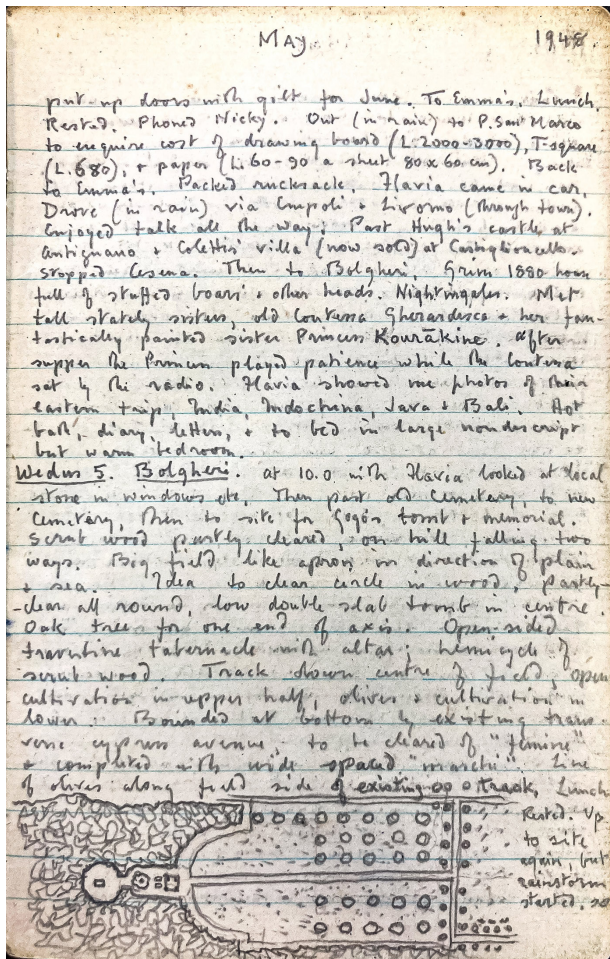 May 1948
put up doors with gilt for June. To Emma's. Lunch.
Rested. Phoned Nicky. Out (in rain) to P. San Marco
to enquire cost of drawing board (L.2000-3000), T-square
(L.680), + paper (L.60-90 a sheet 80x60 cm). Back
to Emma's. Packed rucksack. Flavia came in car.
Drove (in rain) via Empoli + Livorno (through town).
Enjoyed talk all the way. Past Hugh's castle at
Antignano + Coletti's villa (now sold) at Castiglioncello.
Stopped Cesena. Then to Bolgheri. Grim 1880 house
full of stuffed boars' + other heads. Nightingales. Met
tall stately sisters, old Contessa Gherardesca + her fan-
tastically painted sister Princess Kourākine. After
supper the Princess played patience while the Contessa
sat by the radio. Flavia showed me photos of their
eastern trip, India, Indochina, Java + Bali. Hot
bath, diary, letters, + to bed in large nondescript
but warm bedroom.
Wednes 5. Bolgheri. At 10.0 with Flavia looked at local
stone in windows etc. Then past old cemetery, to new
cemetery, then to site for Gogo's tomb + memorial.
Scrub wood partly cleared, on hill falling two
ways. Big field like apron in direction of plain
+ sea. Idea to clear circle in wood, partly-
-clear all round, low double slab tomb in centre.
Oak trees for one end of axis. Open-sided
travertine tabernacle with altar; hemicycle of
scrub wood. Track down centre of field, open
cultivation in upper half, olives + cultivation in
lower. Bounded at bottom by existing trans-
verse cypress avenue, to be cleared of "femine"
+ completed with wide spaced "maschi". Line
of olives along field side of existing track. Lunch.
Rested. Up
to site
again, but
rainstorm
started, so